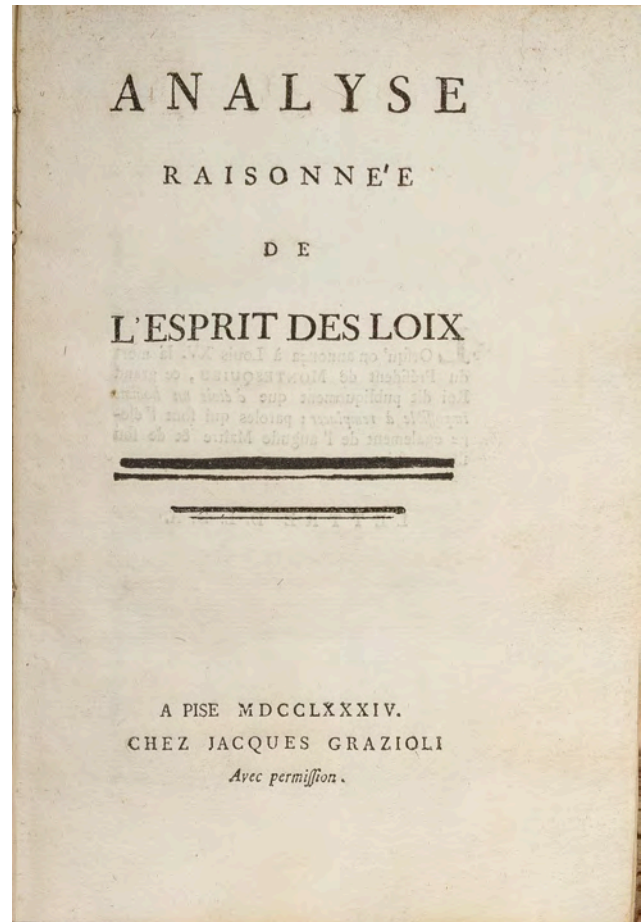 ANALYSE
RAISONNE'E
DE
L'ESPRIT DES LOIX
A PISE MDCCLXXXIV.
CHEZ JACQUES GRAZIOLI
Avec permiſſion.